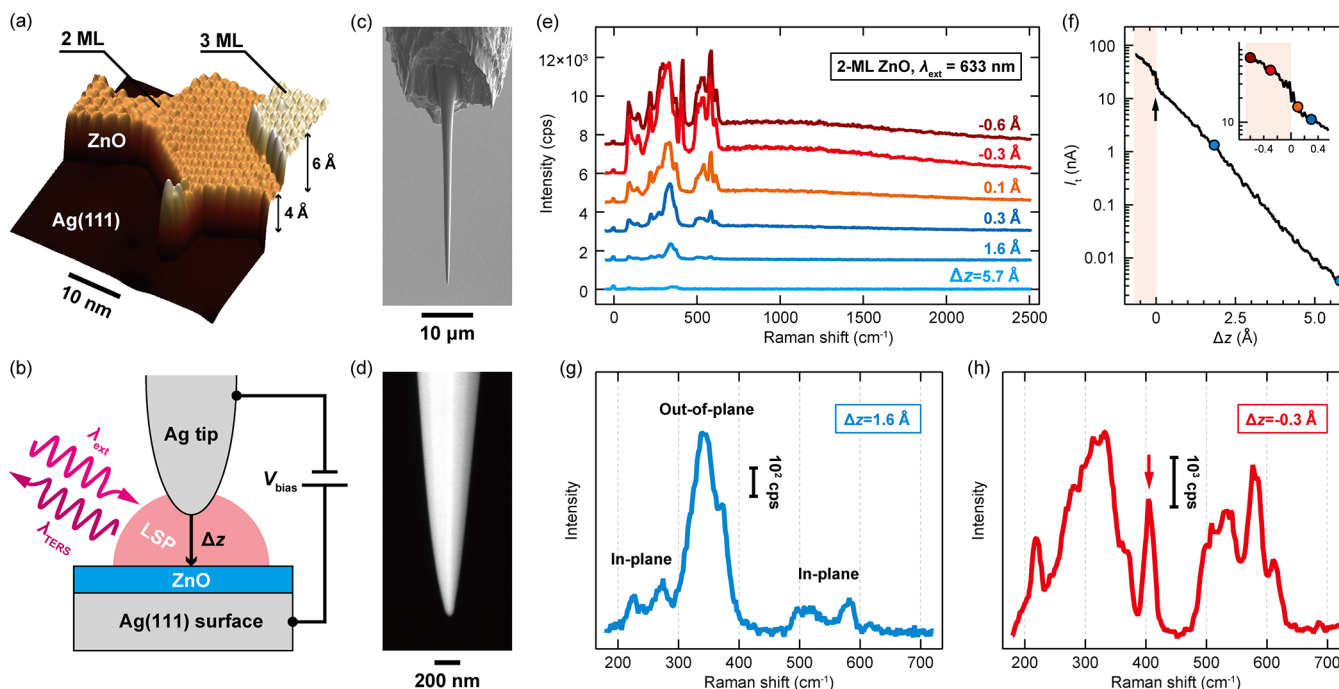 (a)
2 ML
3 ML
ZnO
Ag(111)
6 Å
4 Å
10 nm
(b)
Ag tip
λext
λTERS
LSP
Δz
Vbias
ZnO
Ag(111) surface
(c)
10 µm
(d)
200 nm
(e)
2-ML ZnO, λext = 633 nm
12×10³
10
8
6
4
2
0
Intensity (cps)
-0.6 Å
-0.3 Å
0.1 Å
0.3 Å
1.6 Å
Δz=5.7 Å
0 500 1000 1500 2000 2500
Raman shift (cm⁻¹)
(f)
100
10
1
0.1
0.01
It (nA)
10
-0.4 0 0.4
0 2.5 5.0
Δz (Å)
(g)
Δz=1.6 Å
Out-of-plane
10² cps
In-plane
In-plane
Intensity
200 300 400 500 600 700
Raman shift (cm⁻¹)
(h)
Δz=-0.3 Å
10³ cps
Intensity
200 300 400 500 600 700
Raman shift (cm⁻¹)